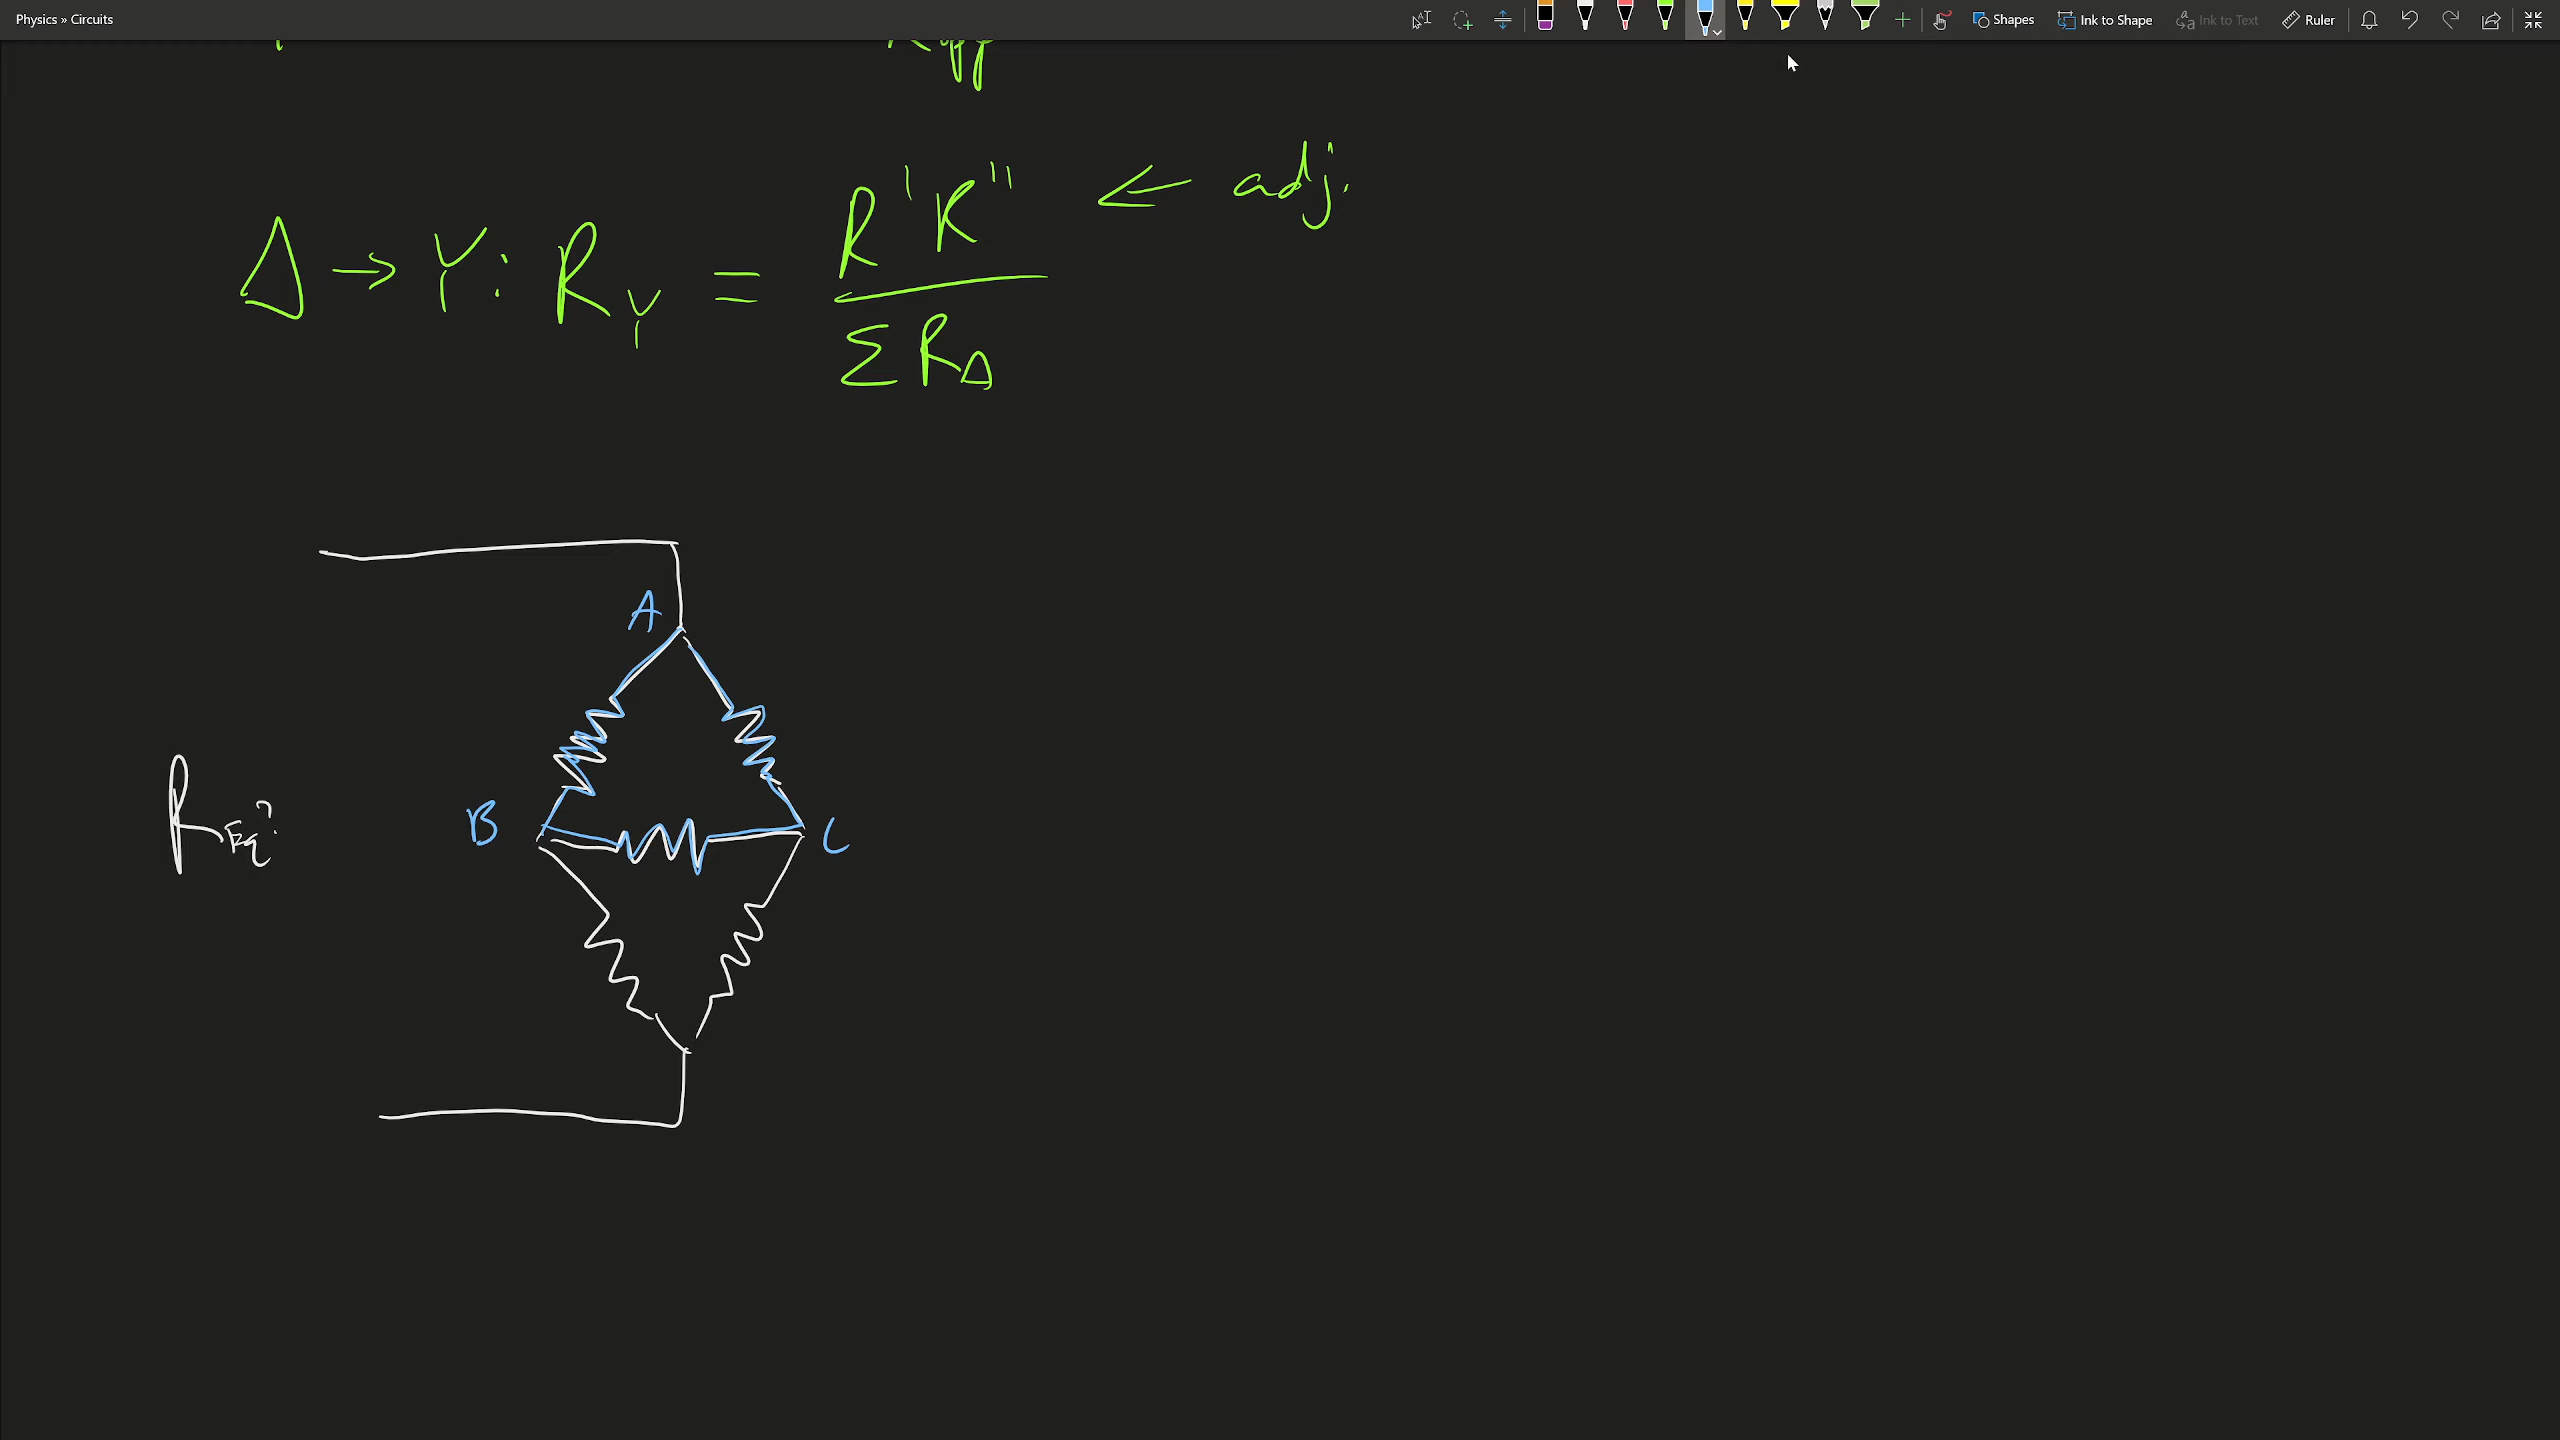 Physics » Circuits
Shapes
Ink to Shape
Ink to Text
Ruler
Δ → Y : R_Y = R'R'' / ΣR_Δ ← adj.
A
B
C
R_Eq?